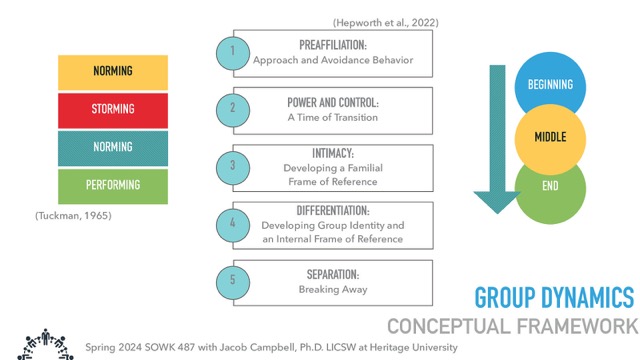 (Hepworth et al., 2022)
NORMING
STORMING
NORMING
PERFORMING
(Tuckman, 1965)
1
PREAFFILIATION:
Approach and Avoidance Behavior
2
POWER AND CONTROL:
A Time of Transition
3
INTIMACY:
Developing a Familial
Frame of Reference
4
DIFFERENTIATION:
Developing Group Identity and
an Internal Frame of Reference
5
SEPARATION:
Breaking Away
BEGINNING
MIDDLE
END
GROUP DYNAMICS
CONCEPTUAL FRAMEWORK
Spring 2024 SOWK 487 with Jacob Campbell, Ph.D. LICSW at Heritage University